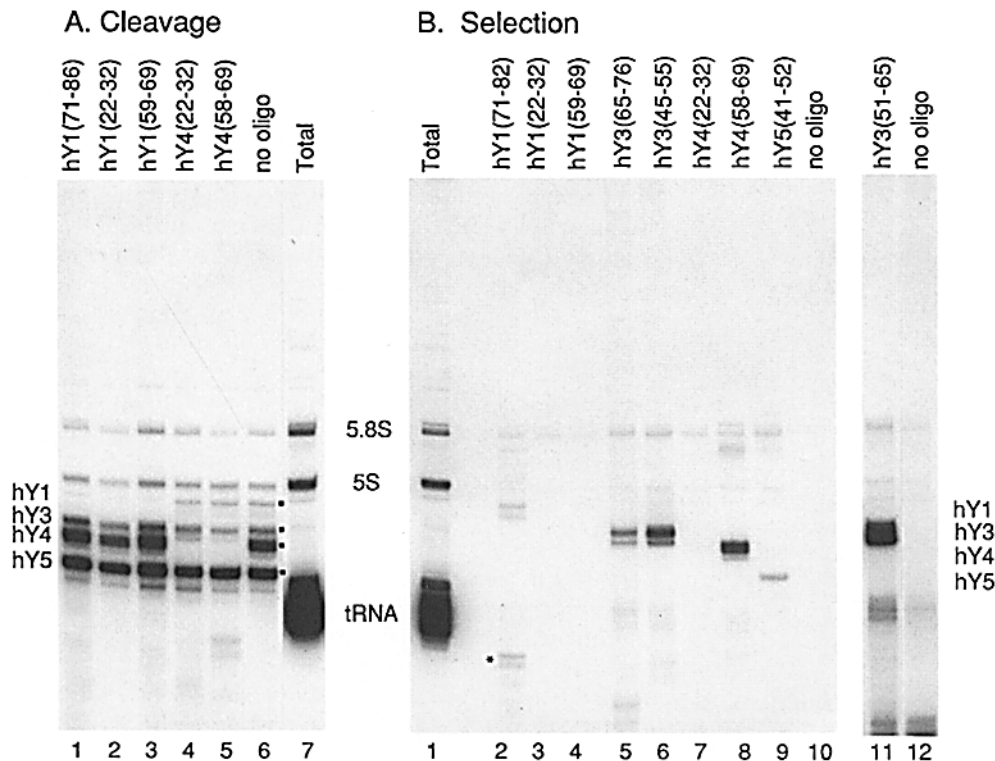 A. Cleavage
hY1(71-86)
hY1(22-32)
hY1(59-69)
hY4(22-32)
hY4(58-69)
no oligo
Total
hY1
hY3
hY4
hY5
1 2 3 4 5 6 7
5.8S
5S
tRNA
B. Selection
Total
hY1(71-82)
hY1(22-32)
hY1(59-69)
hY3(65-76)
hY3(45-55)
hY4(22-32)
hY4(58-69)
hY5(41-52)
no oligo
hY3(51-65)
no oligo
*
hY1
hY3
hY4
hY5
1 2 3 4 5 6 7 8 9 10 11 12